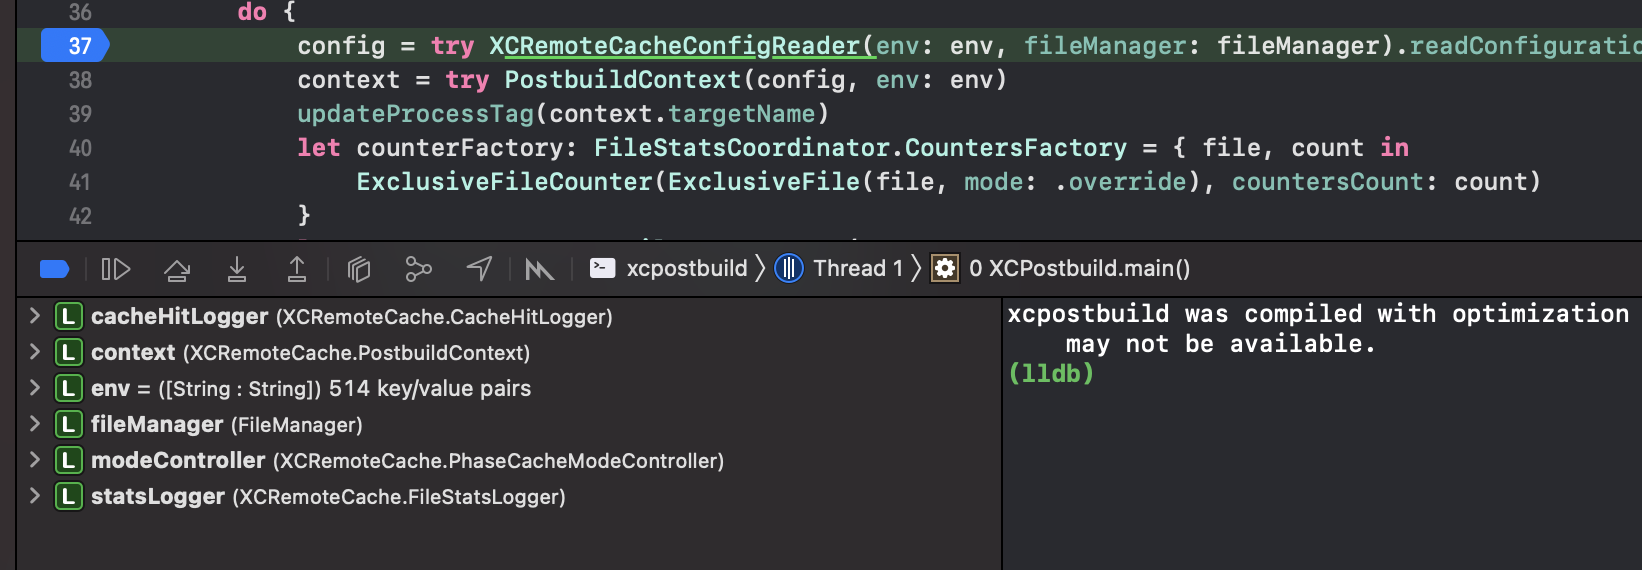 36 do {
37 config = try XCRemoteCacheConfigReader(env: env, fileManager: fileManager).readConfiguratio
38 context = try PostbuildContext(config, env: env)
39 updateProcessTag(context.targetName)
40 let counterFactory: FileStatsCoordinator.CountersFactory = { file, count in
41 ExclusiveFileCounter(ExclusiveFile(file, mode: .override), countersCount: count)
42 }
xcpostbuild Thread 1 0 XCPostbuild.main()
L cacheHitLogger (XCRemoteCache.CacheHitLogger)
L context (XCRemoteCache.PostbuildContext)
L env = ([String : String]) 514 key/value pairs
L fileManager (FileManager)
L modeController (XCRemoteCache.PhaseCacheModeController)
L statsLogger (XCRemoteCache.FileStatsLogger)
xcpostbuild was compiled with optimization
may not be available.
(lldb)